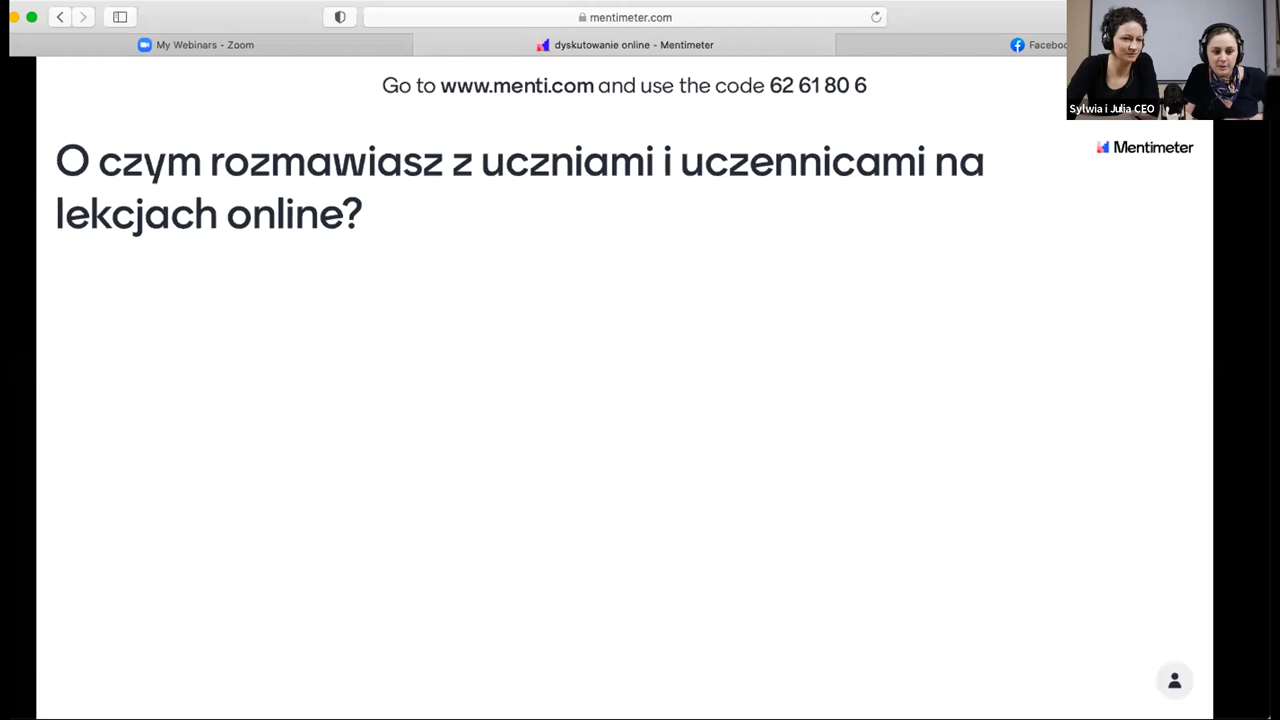 mentimeter.com
My Webinars - Zoom
dyskutowanie online - Mentimeter
Faceboo
Sylwia i Julia CEO
Go to www.menti.com and use the code 62 61 80 6
Mentimeter
O czym rozmawiasz z uczniami i uczennicami na
lekcjach online?